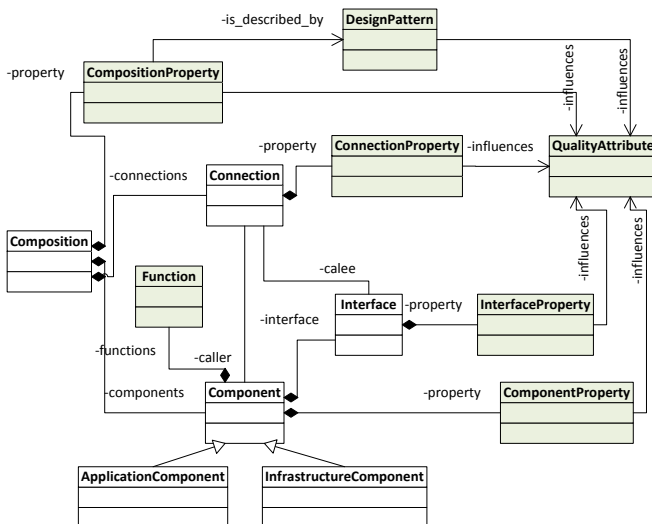 -is_described_by
DesignPattern
-property
CompositionProperty
-influences
-influences
-property
ConnectionProperty
-influences
QualityAttribute
-connections
Connection
Composition
Function
-calee
-influences
-influences
Interface
-property
InterfaceProperty
-interface
-functions
-caller
-components
Component
-property
ComponentProperty
ApplicationComponent
InfrastructureComponent